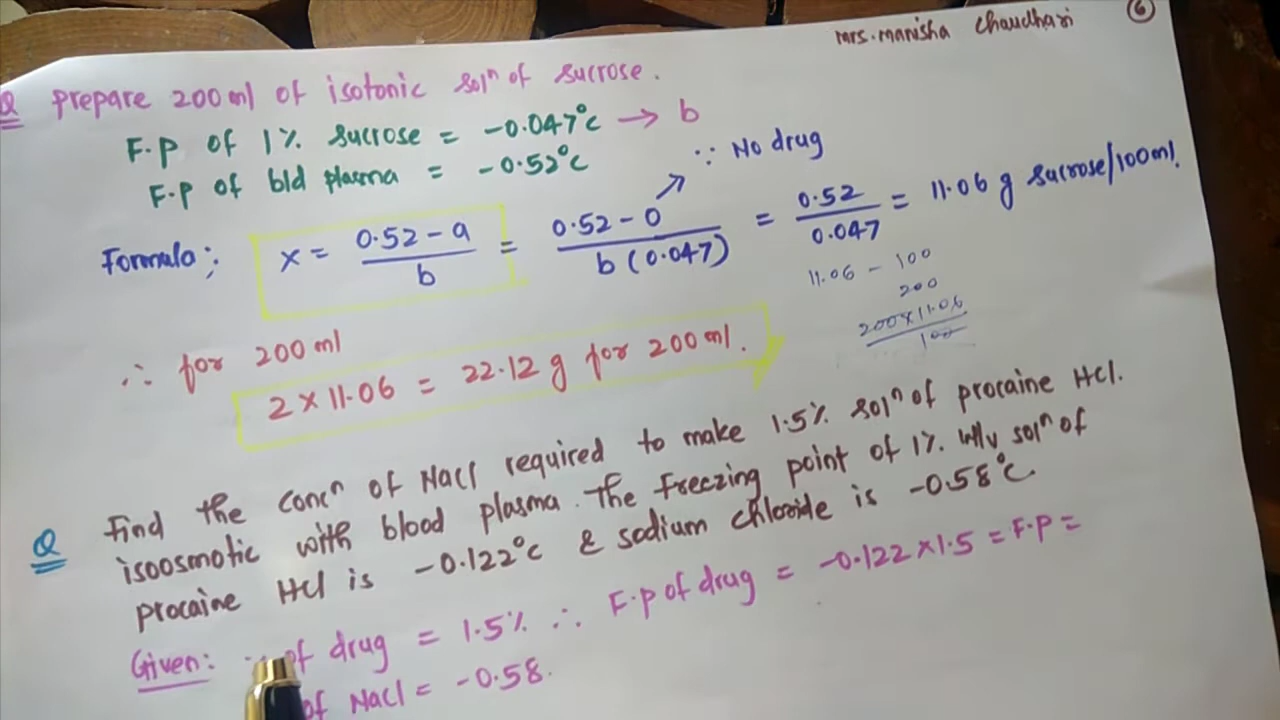 Mrs. Manisha Chaudhari 6
Q Prepare 200 ml of isotonic solⁿ of sucrose.
F.p of 1% sucrose = -0.047°c → b
F.p of bld plasma = -0.52°c
∵ No drug
Formula; x = 0.52 - a / b = 0.52 - 0 / b (0.047) = 0.52 / 0.047 = 11.06 g sucrose/100ml.
11.06 - 100
200
200 x 11.06 / 100
∴ for 200 ml
2 x 11.06 = 22.12 g for 200 ml.
Q Find the concⁿ of Nacl required to make 1.5% solⁿ of procaine Hcl.
isoosmotic with blood plasma. The freezing point of 1% w/v solⁿ of
procaine Hcl is -0.122°c & sodium chloride is -0.58°c
Given: of drug = 1.5% ∴ F.p of drug = -0.122 x 1.5 = F.p =
of Nacl = -0.58.